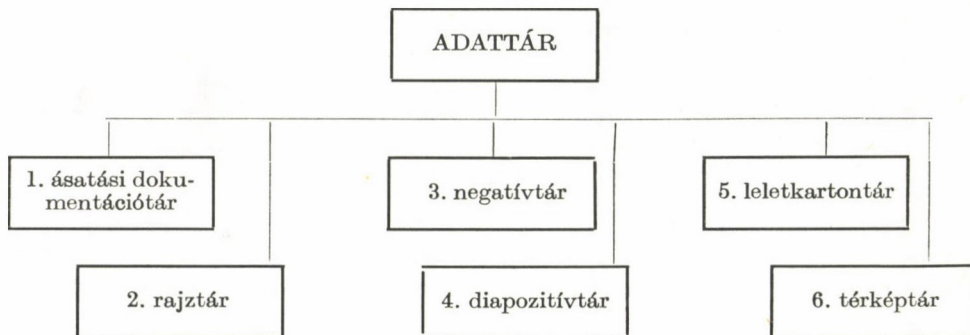 ADATTÁR
1. ásatási doku-
mentációtár
3. negatívtár
5. leletkartontár
2. rajztár
4. diapozitívtár
6. térképtár